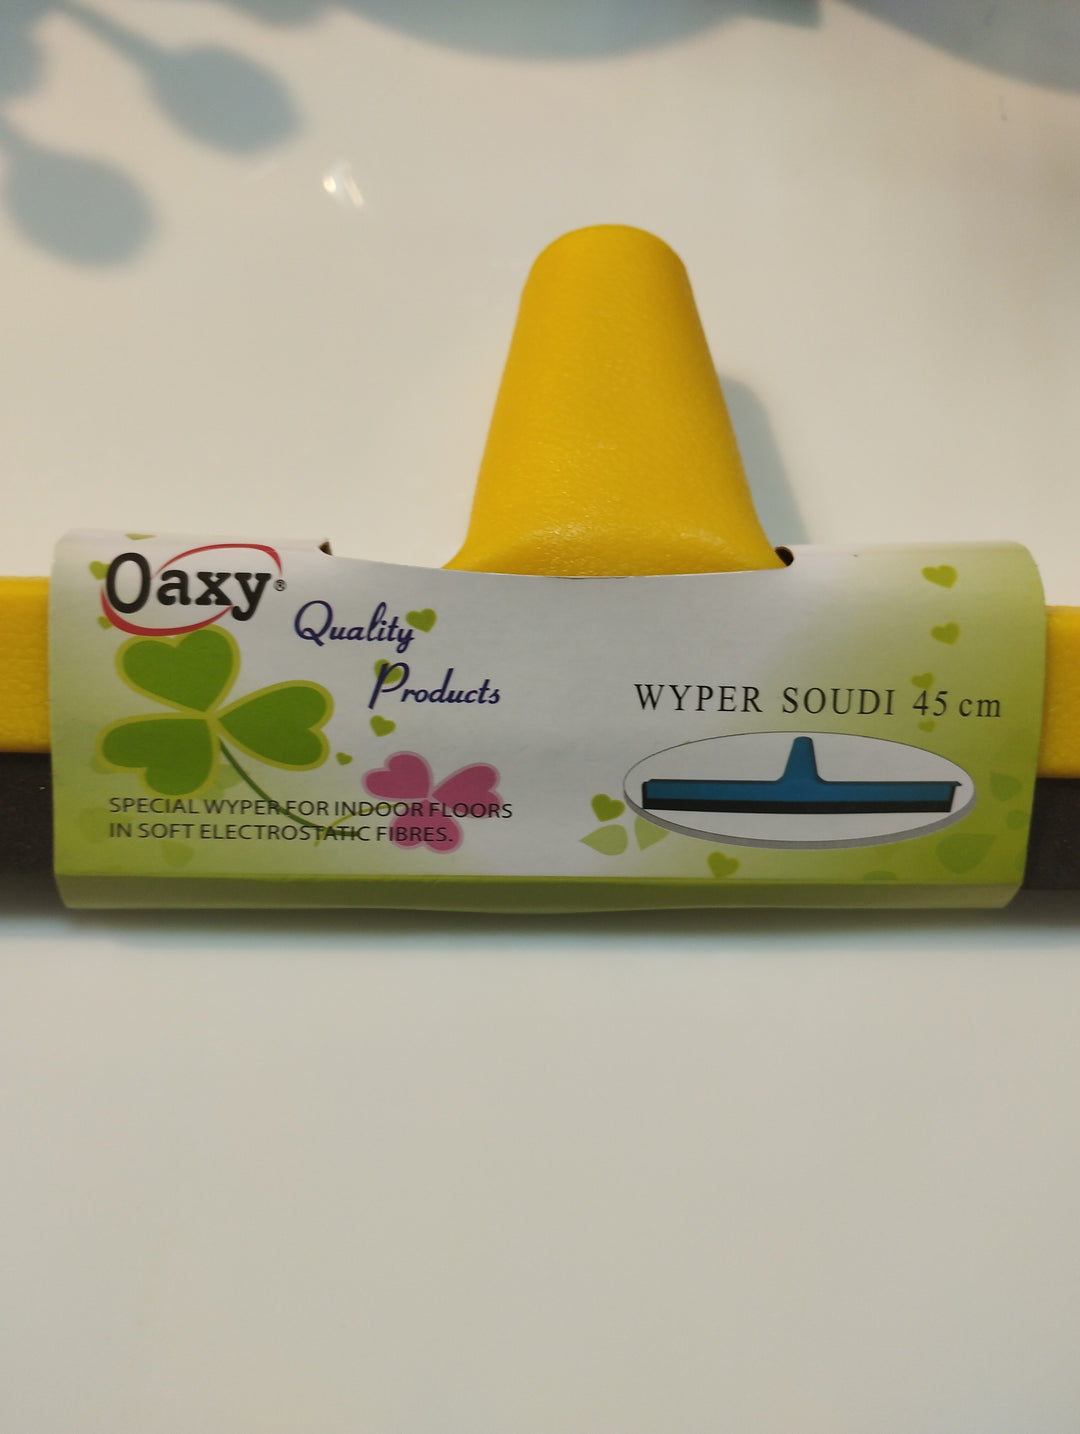 Oaxy®
Quality
Products
WYPER SOUDI 45 cm
SPECIAL WYPER FOR INDOOR FLOORS
IN SOFT ELECTROSTATIC FIBRES.